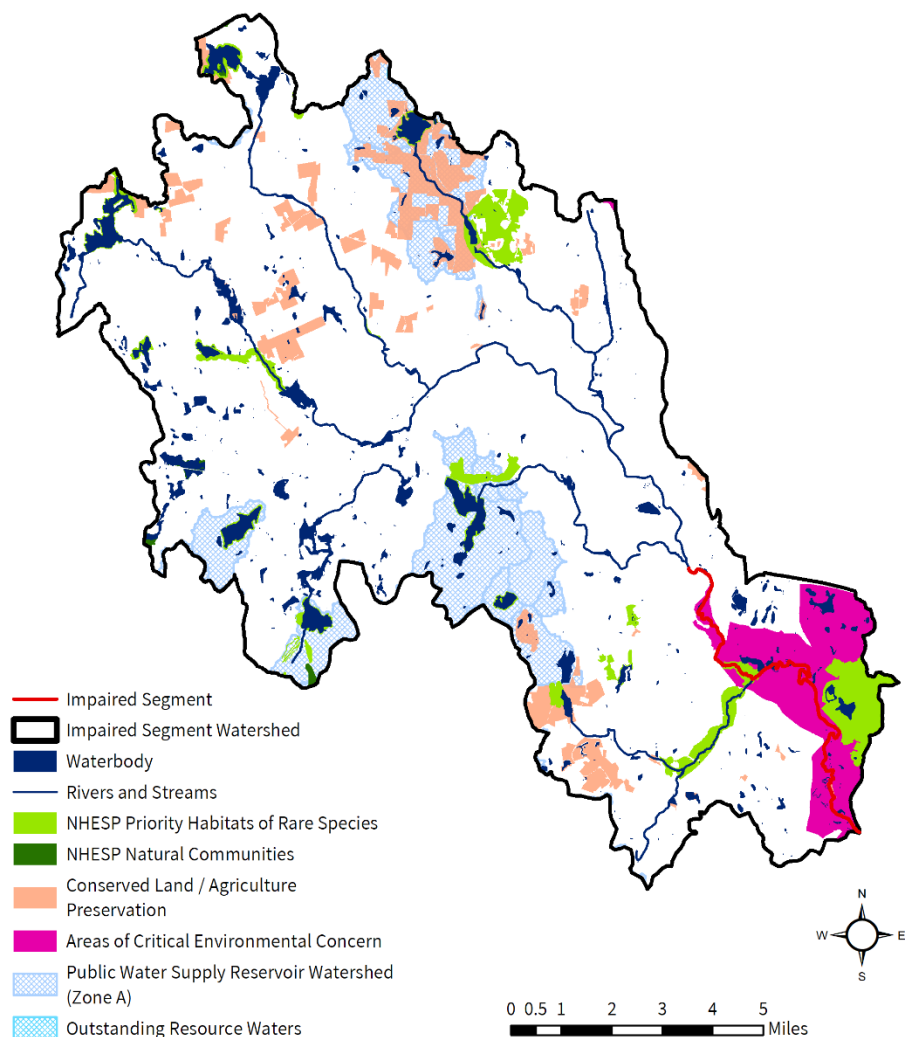 Impaired Segment
Impaired Segment Watershed
Waterbody
Rivers and Streams
NHESP Priority Habitats of Rare Species
NHESP Natural Communities
Conserved Land / Agriculture
Preservation
Areas of Critical Environmental Concern
Public Water Supply Reservoir Watershed
(Zone A)
Outstanding Resource Waters
N
W E
S
0 0.5 1 2 3 4 5
Miles